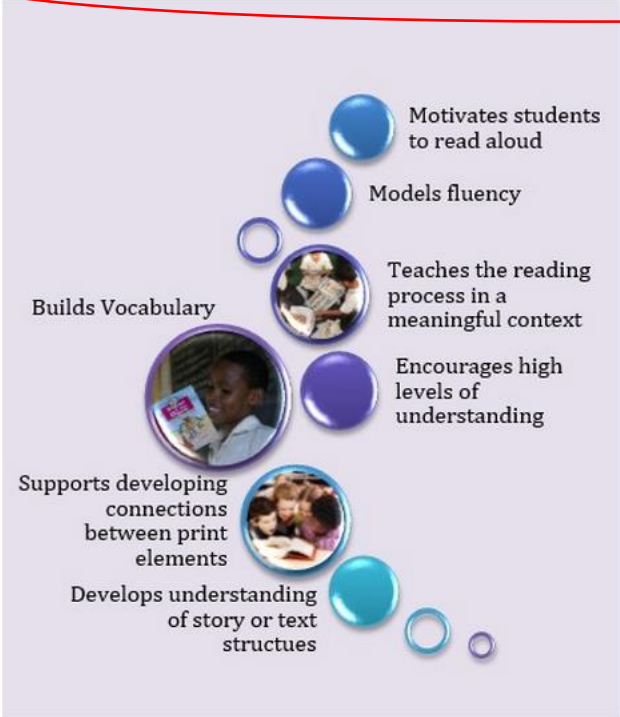 Motivates students
to read aloud
Models fluency
Teaches the reading
process in a
meaningful context
Builds Vocabulary
Encourages high
levels of
understanding
Supports developing
connections
between print
elements
Develops understanding
of story or text
structues